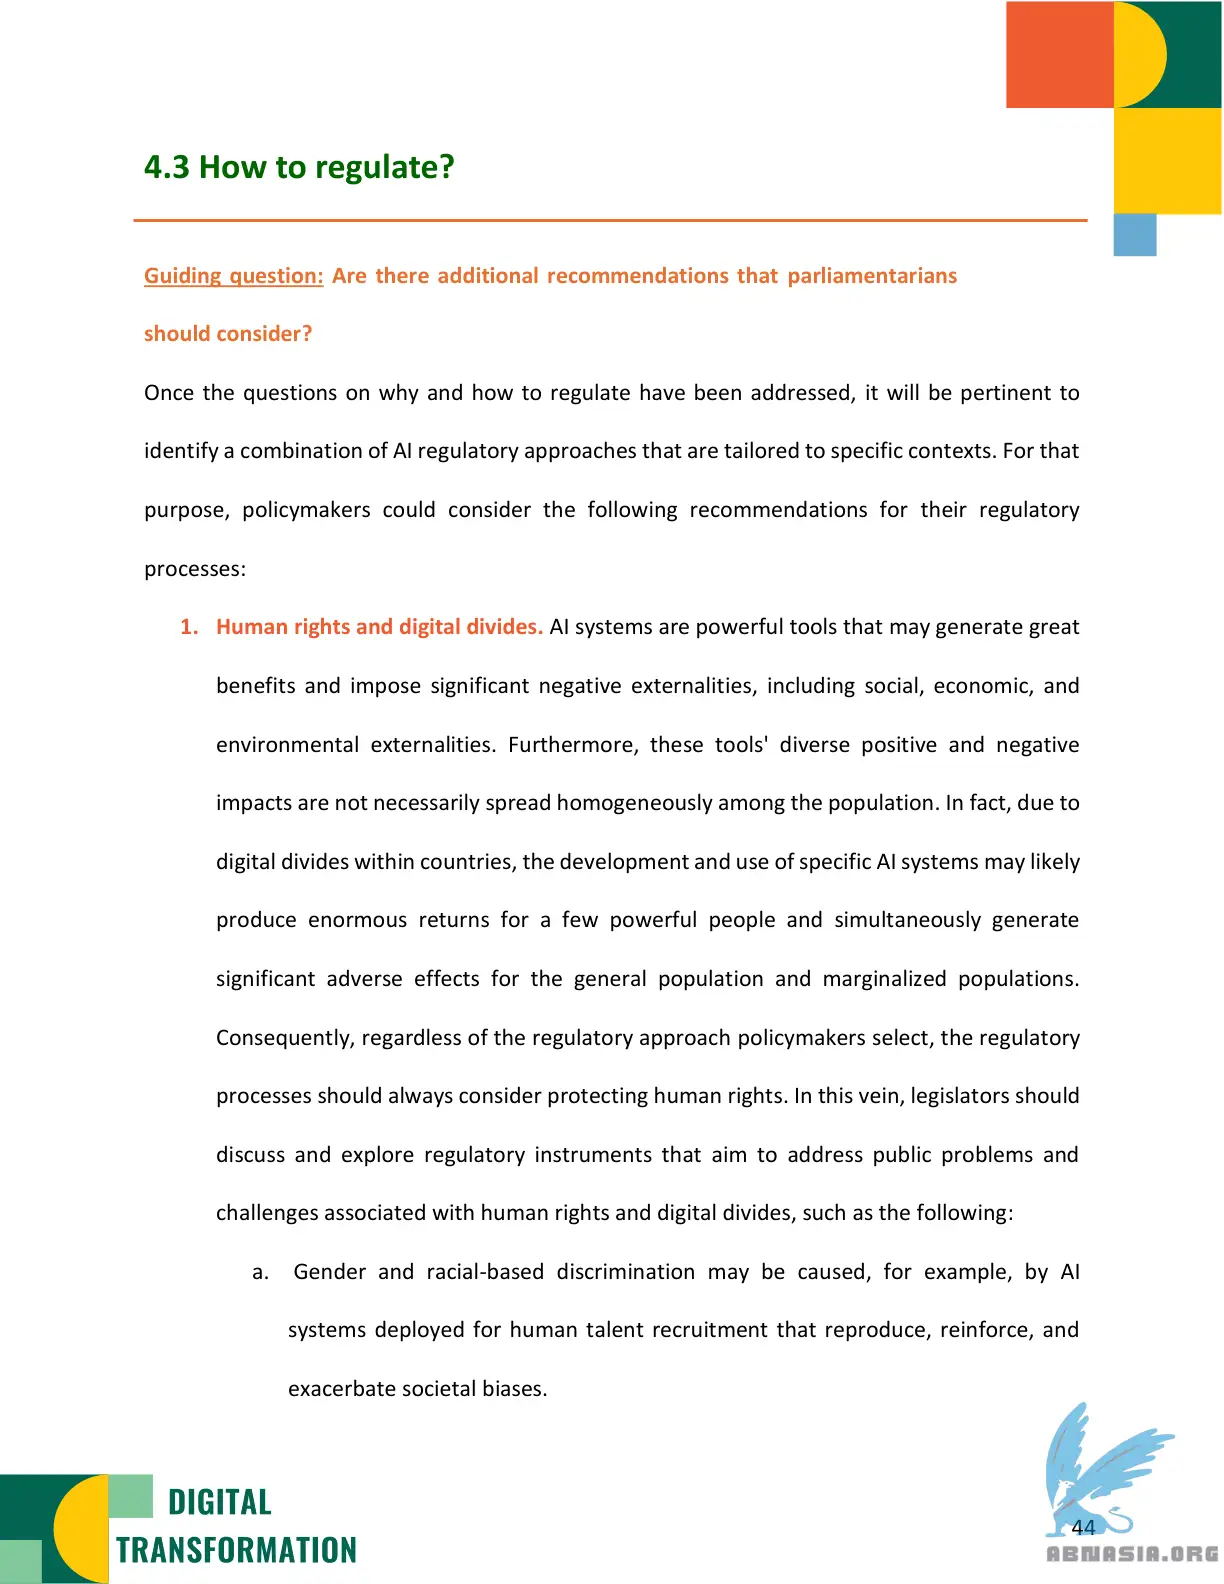 4.3 How to regulate?
Guiding question: Are there additional recommendations that parliamentarians
should consider?
Once the questions on why and how to regulate have been addressed, it will be pertinent to
identify a combination of AI regulatory approaches that are tailored to specific contexts. For that
purpose, policymakers could consider the following recommendations for their regulatory
processes:
1. Human rights and digital divides. AI systems are powerful tools that may generate great
benefits and impose significant negative externalities, including social, economic, and
environmental externalities. Furthermore, these tools' diverse positive and negative
impacts are not necessarily spread homogeneously among the population. In fact, due to
digital divides within countries, the development and use of specific AI systems may likely
produce enormous returns for a few powerful people and simultaneously generate
significant adverse effects for the general population and marginalized populations.
Consequently, regardless of the regulatory approach policymakers select, the regulatory
processes should always consider protecting human rights. In this vein, legislators should
discuss and explore regulatory instruments that aim to address public problems and
challenges associated with human rights and digital divides, such as the following:
a. Gender and racial-based discrimination may be caused, for example, by AI
systems deployed for human talent recruitment that reproduce, reinforce, and
exacerbate societal biases.
DIGITAL
TRANSFORMATION
44
ABNASIA.ORG